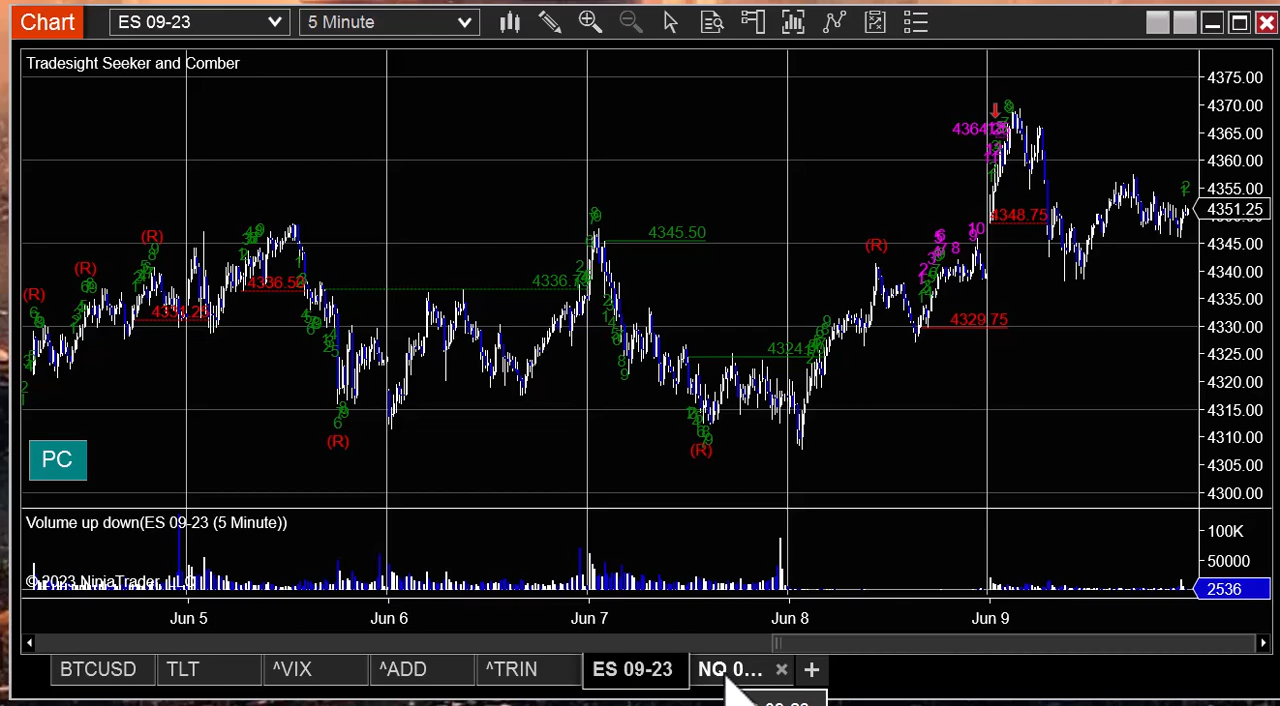 Chart
ES 09-23
5 Minute
Tradesight Seeker and Comber
4375.00
4370.00
4365.00
4360.00
4355.00
4351.25
4345.00
4340.00
4335.00
4330.00
4325.00
4320.00
4315.00
4310.00
4305.00
4300.00
(R)
(R)
(R)
(R)
(R)
(R)
4336.50
4345.50
4348.75
4329.75
10
PC
Volume up down(ES 09-23 (5 Minute))
100K
50000
2536
© 2023 NinjaTrader, LLC
Jun 5
Jun 6
Jun 7
Jun 8
Jun 9
BTCUSD
TLT
^VIX
^ADD
^TRIN
ES 09-23
NQ 0...